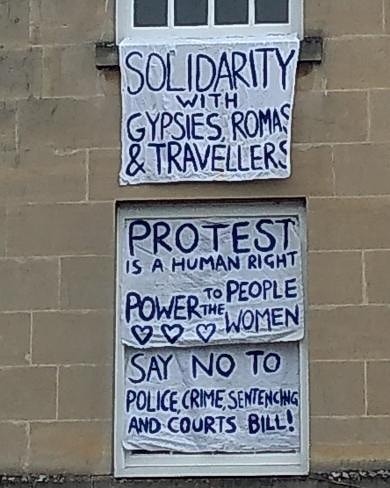 SOLIDARITY
WITH
GYPSIES ROMAS
& TRAVELLERS
PROTEST
IS A HUMAN RIGHT
POWER TO THE PEOPLE
WOMEN
SAY NO TO
POLICE, CRIME, SENTENCING
AND COURTS BILL!